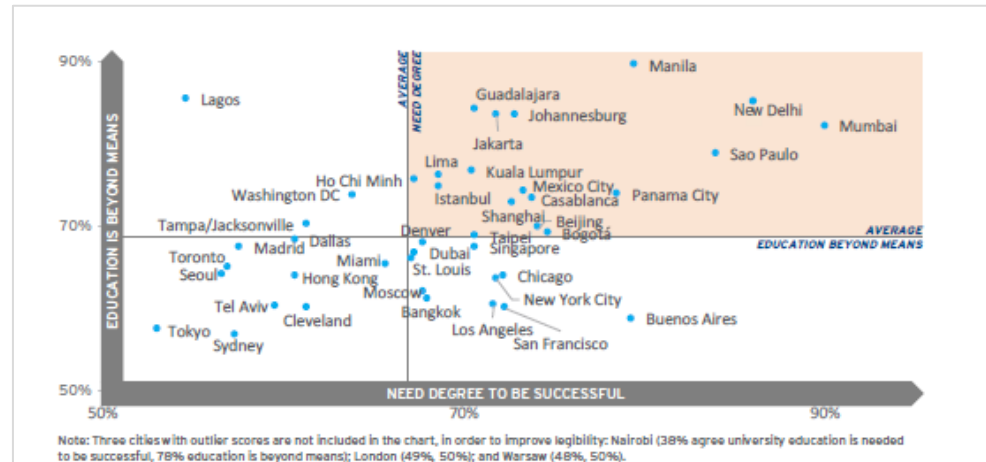 90%
70%
50%
EDUCATION IS BEYOND MEANS
AVERAGE
NEED DEGREE
Manila
Lagos
Guadalajara
New Delhi
Johannesburg
Mumbai
Jakarta
Sao Paulo
Lima
Kuala Lumpur
Ho Chi Minh
Mexico City
Washington DC
Istanbul
Casablanca
Panama City
Shanghai
Beijing
Tampa/Jacksonville
Denver
Bogotá
AVERAGE
Dallas
Taipei
EDUCATION BEYOND MEANS
Madrid
Singapore
Toronto
Dubai
Miami
St. Louis
Seoul
Hong Kong
Chicago
Moscow
New York City
Tel Aviv
Bangkok
Cleveland
Buenos Aires
Tokyo
Los Angeles
Sydney
San Francisco
NEED DEGREE TO BE SUCCESSFUL
50%
70%
90%
Note: Three cities with outlier scores are not included in the chart, in order to improve legibility: Nairobi (38% agree university education is needed
to be successful, 78% education is beyond means); London (49%, 50%); and Warsaw (48%, 50%).